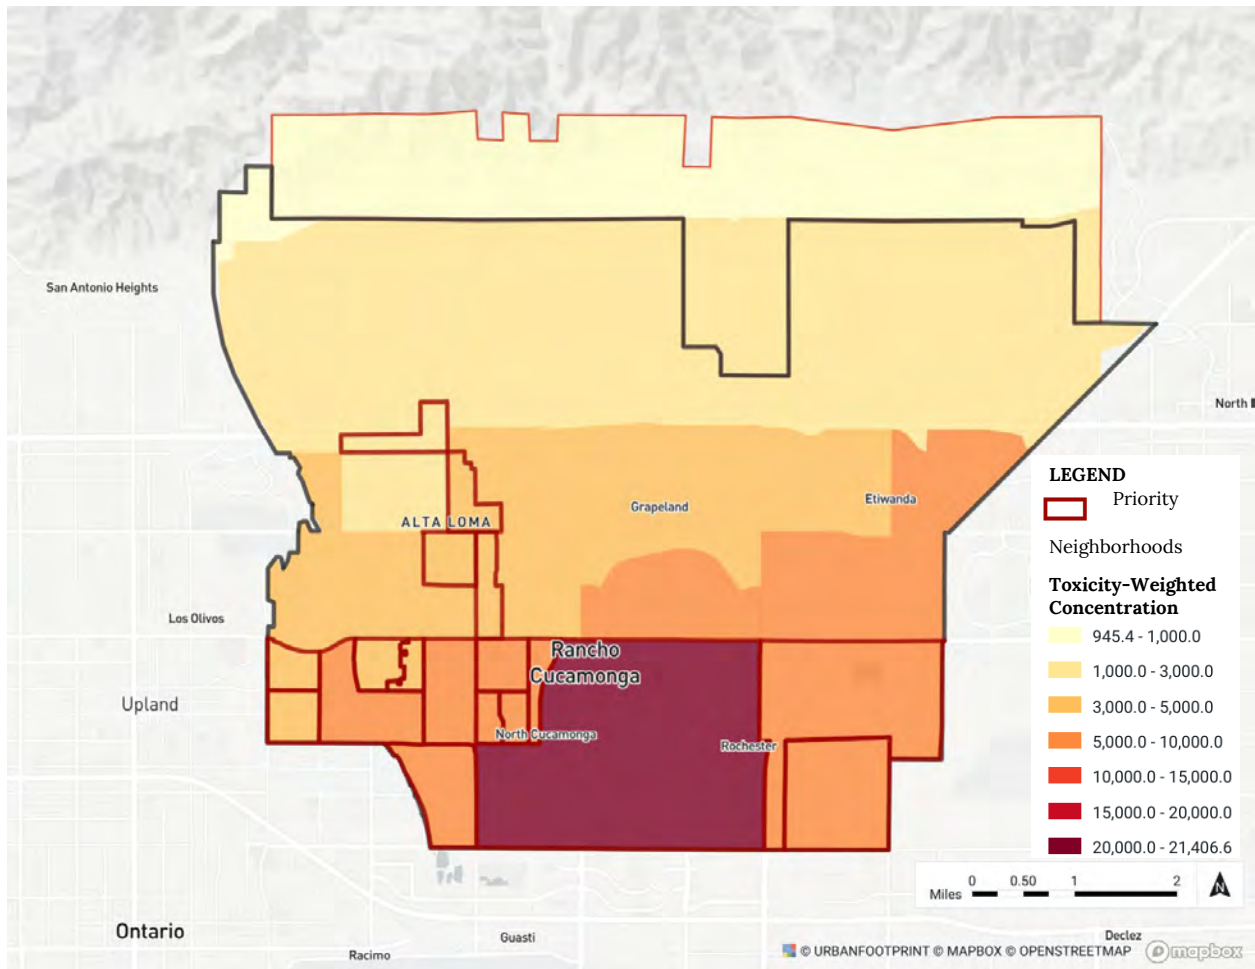 San Antonio Heights
North
LEGEND
Priority
Neighborhoods
Toxicity-Weighted
Concentration
945.4 - 1,000.0
1,000.0 - 3,000.0
3,000.0 - 5,000.0
5,000.0 - 10,000.0
10,000.0 - 15,000.0
15,000.0 - 20,000.0
20,000.0 - 21,406.6
Grapeland
Etiwanda
ALTA LOMA
Los Olivos
Rancho
Cucamonga
Upland
North Cucamonga
Rochester
0 0.50 1 2
Miles
N
Ontario
Guasti
Racimo
Declez
© URBANFOOTPRINT © MAPBOX © OPENSTREETMAP
mapbox